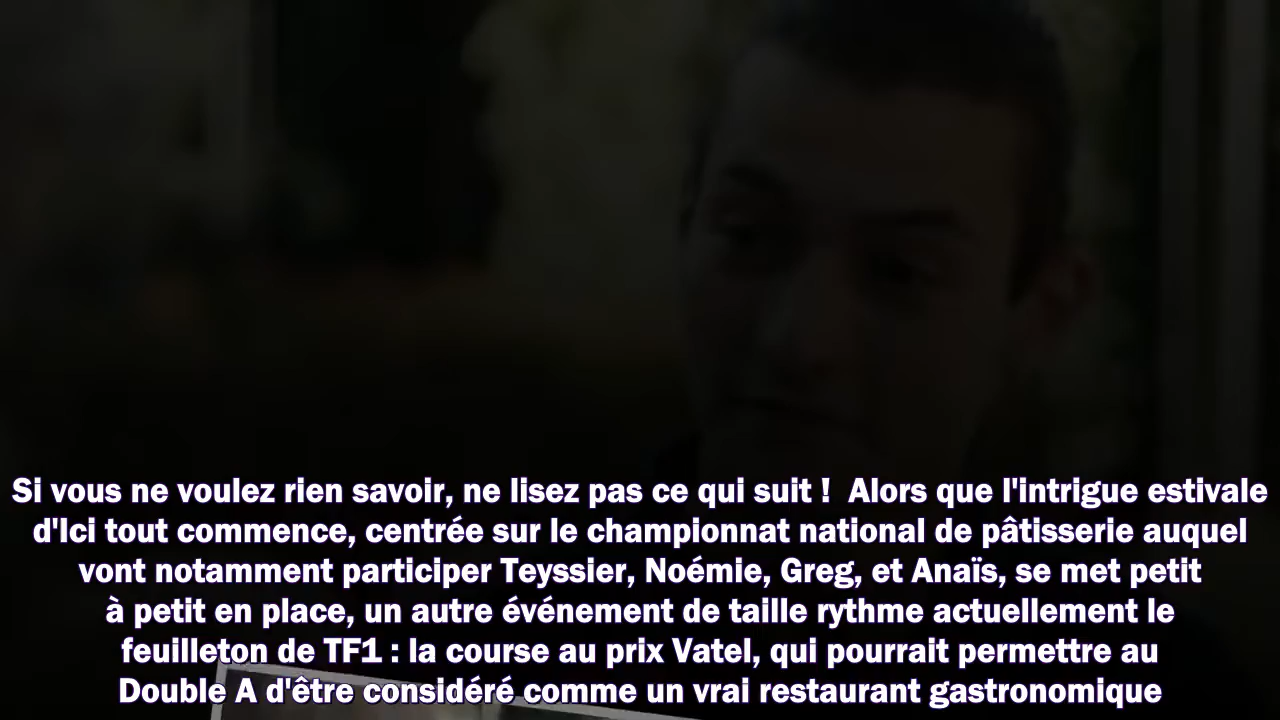 Si vous ne voulez rien savoir, ne lisez pas ce qui suit !  Alors que l'intrigue estivale
d'Ici tout commence, centrée sur le championnat national de pâtisserie auquel
vont notamment participer Teyssier, Noémie, Greg, et Anaïs, se met petit
à petit en place, un autre événement de taille rythme actuellement le
feuilleton de TF1 : la course au prix Vatel, qui pourrait permettre au
Double A d'être considéré comme un vrai restaurant gastronomique